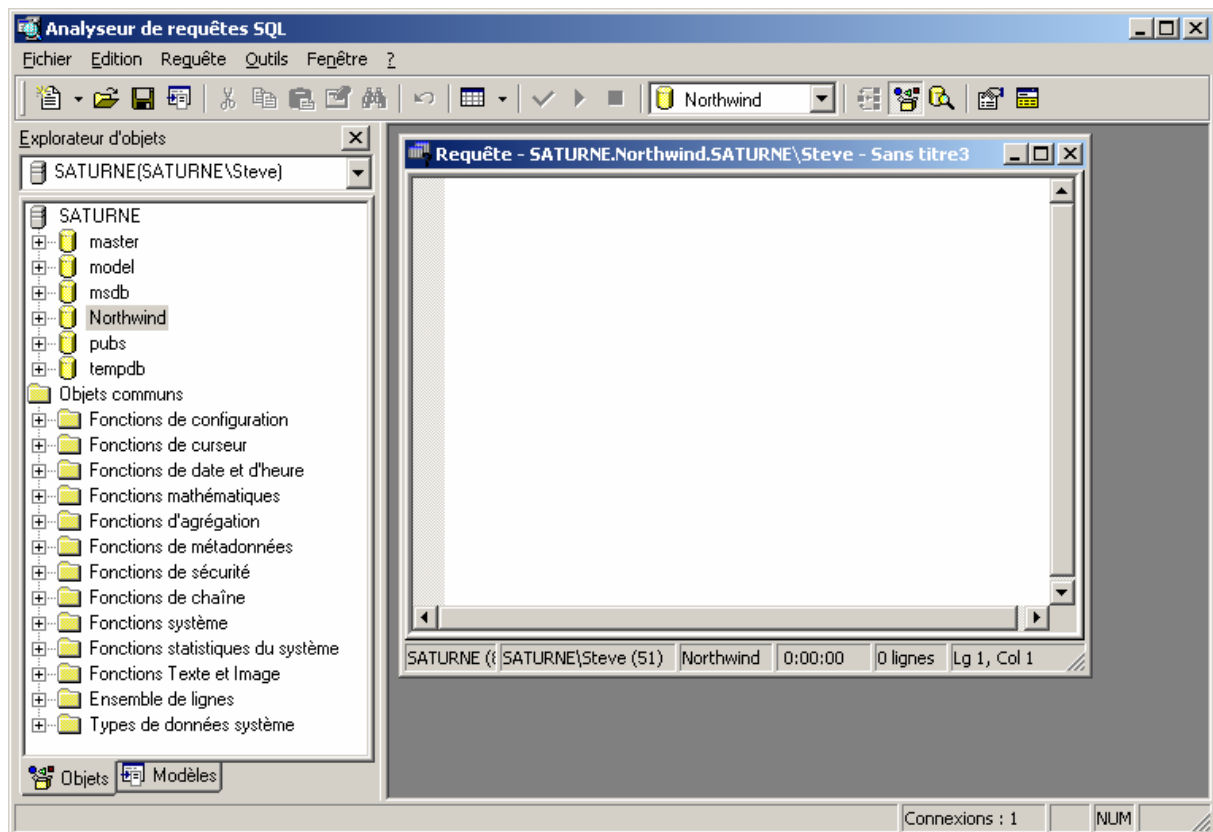 Analyseur de requêtes SQL
Fichier Edition Requête Outils Fenêtre ?
Northwind
Explorateur d'objets
SATURNE(SATURNE\Steve)
SATURNE
master
model
msdb
Northwind
pubs
tempdb
Objets communs
Fonctions de configuration
Fonctions de curseur
Fonctions de date et d'heure
Fonctions mathématiques
Fonctions d'agrégation
Fonctions de métadonnées
Fonctions de sécurité
Fonctions de chaîne
Fonctions système
Fonctions statistiques du système
Fonctions Texte et Image
Ensemble de lignes
Types de données système
Objets Modèles
Requête - SATURNE.Northwind.SATURNE\Steve - Sans titre3
SATURNE (8 SATURNE\Steve (51) Northwind 0:00:00 0 lignes Lg 1, Col 1
Connexions : 1 NUM